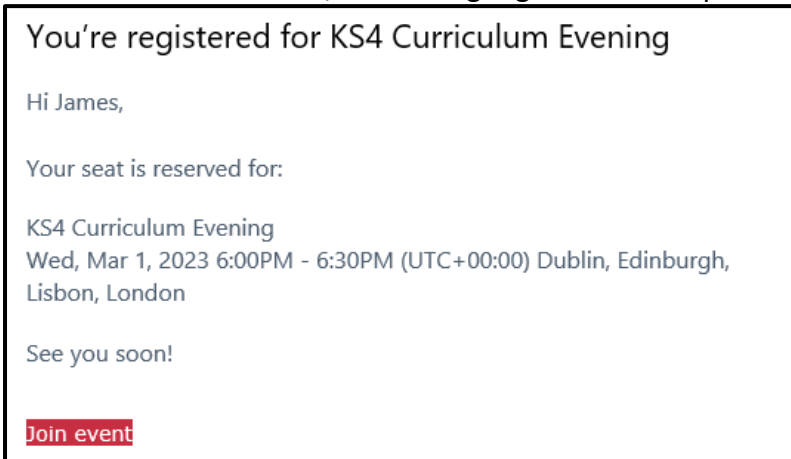 You’re registered for KS4 Curriculum Evening
Hi James,
Your seat is reserved for:
KS4 Curriculum Evening
Wed, Mar 1, 2023 6:00PM - 6:30PM (UTC+00:00) Dublin, Edinburgh,
Lisbon, London
See you soon!
Join event